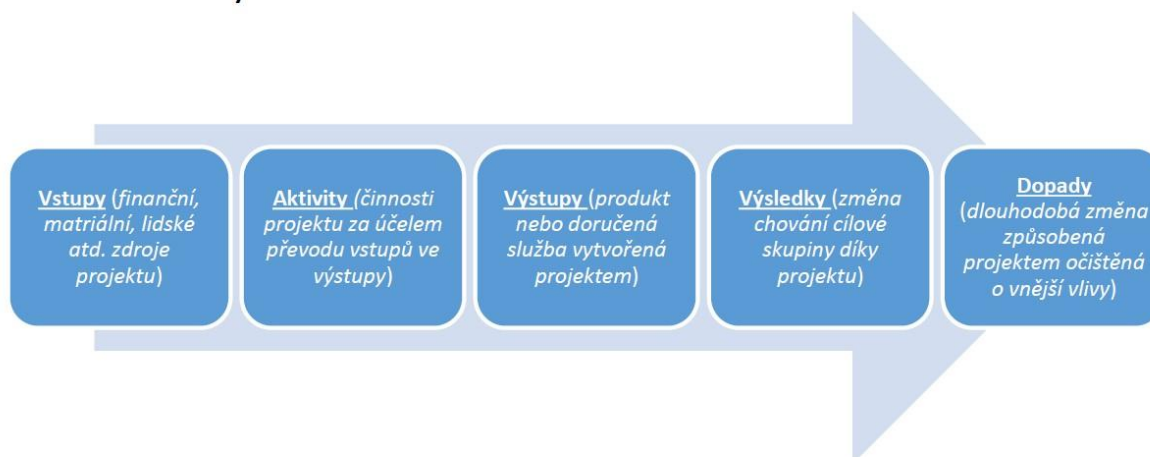 Vstupy (finanční,
matriální, lidské
atd. zdroje
projektu)
Aktivity (činnosti
projektu za účelem
převodu vstupů ve
výstupy)
Výstupy (produkt
nebo doručená
služba vytvořená
projektem)
Výsledky (změna
chování cílové
skupiny díky
projektu)
Dopady
(dlouhodobá změna
způsobená
projektem očištěná
o vnější vlivy)